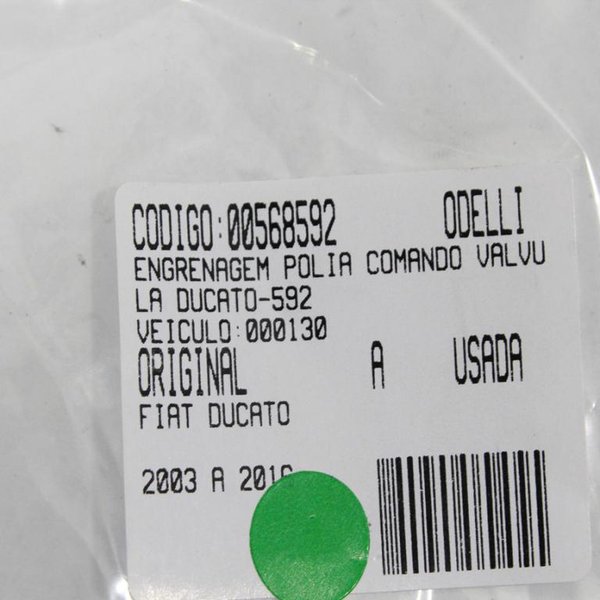 CODIGO:00568592 ODELLI
ENGRENAGEM POLIA COMANDO VALVU
LA DUCATO-592
VEICULO:000130
ORIGINAL A USADA
FIAT DUCATO
2003 A